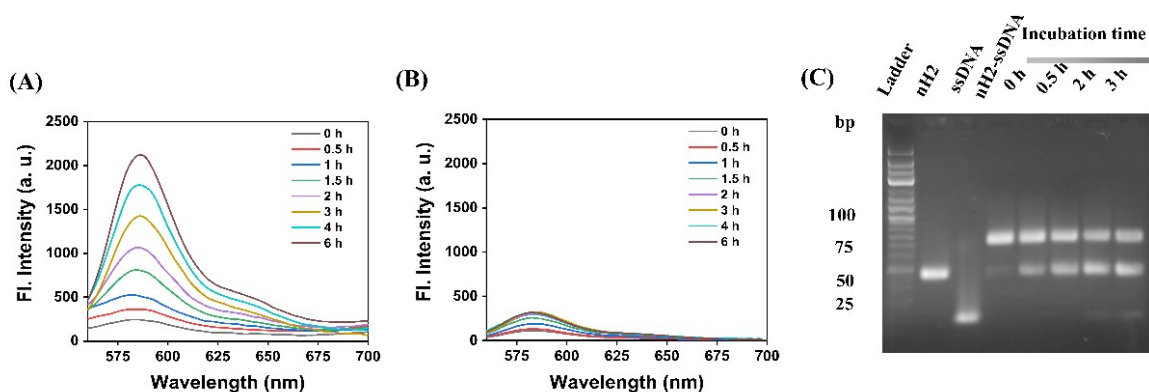 (A)
Fl. Intensity (a. u.)
2500
2000
1500
1000
500
0
0 h
0.5 h
1 h
1.5 h
2 h
3 h
4 h
6 h
575
600
625
650
675
700
Wavelength (nm)
(B)
Fl. Intensity (a. u.)
2500
2000
1500
1000
500
0
0 h
0.5 h
1 h
1.5 h
2 h
3 h
4 h
6 h
575
600
625
650
675
700
Wavelength (nm)
(C)
Incubation time
Ladder
nH2
ssDNA
nH2-ssDNA
0 h
0.5 h
2 h
3 h
bp
100
75
50
25